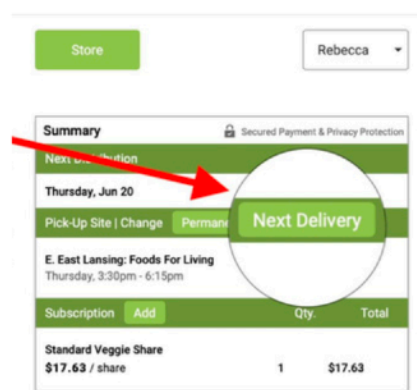 Store
Rebecca
Summary
Secured Payment & Privacy Protection
Next Distribution
Thursday, Jun 20
Pick-Up Site | Change
Next Delivery
E. East Lansing: Foods For Living
Thursday, 3:30pm - 6:15pm
Subscription Add Qty. Total
Standard Veggie Share
$17.63 / share 1 $17.63